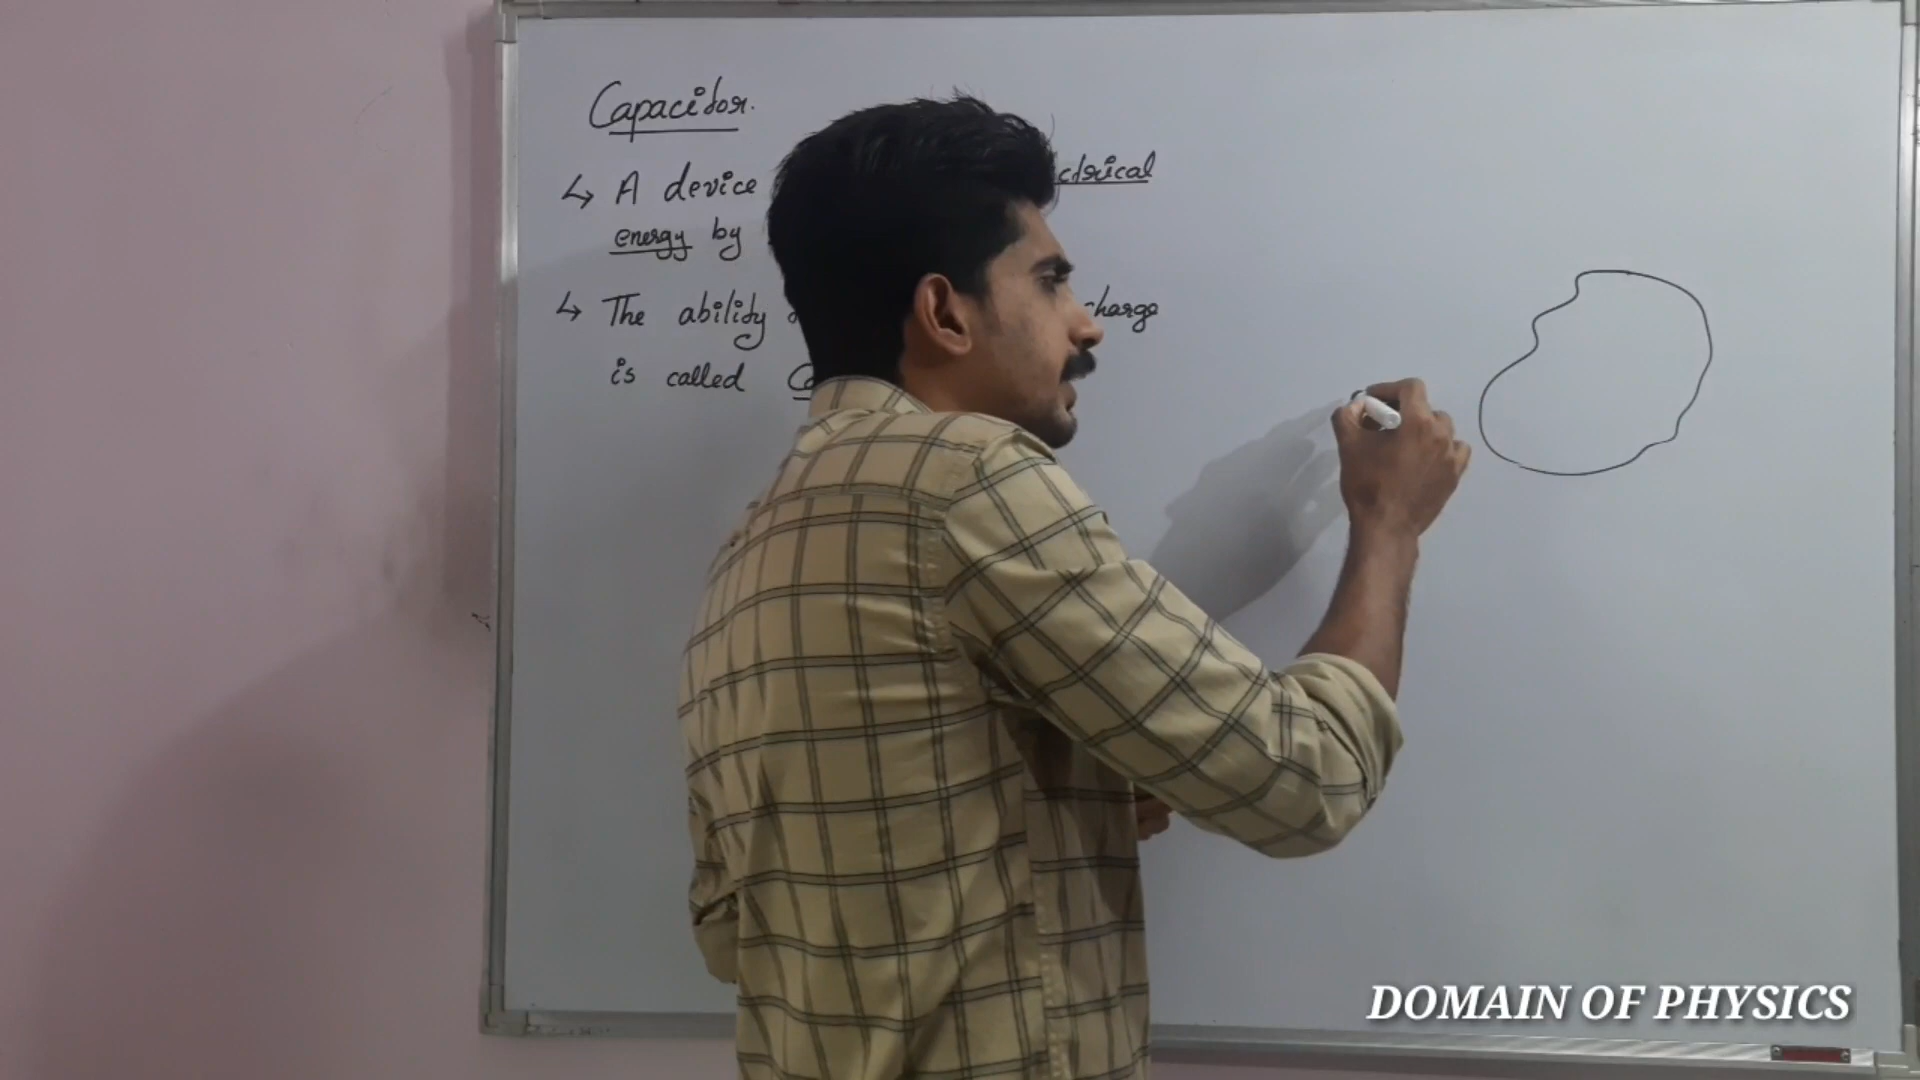 Capacitor.
↳ A device ctrical
energy by
↳ The ability charge
is called
DOMAIN OF PHYSICS